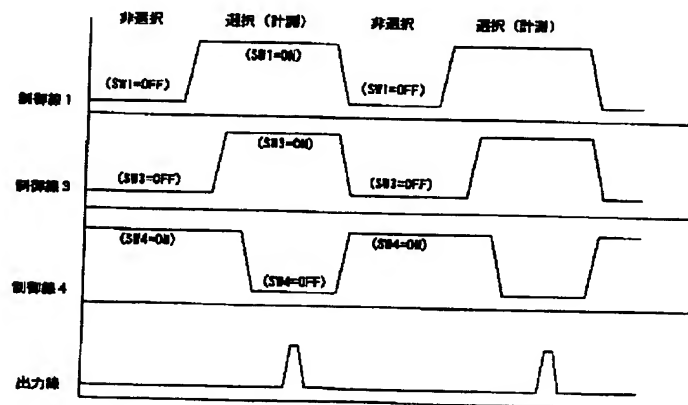 非選択 選択（計測） 非選択 選択（計測）
(SW1=ON)
(SW1=OFF) (SW1=OFF)
制御線1
(SW3=ON)
(SW3=OFF) (SW3=OFF)
制御線3
(SW4=ON) (SW4=ON)
(SW4=OFF)
制御線4
出力線